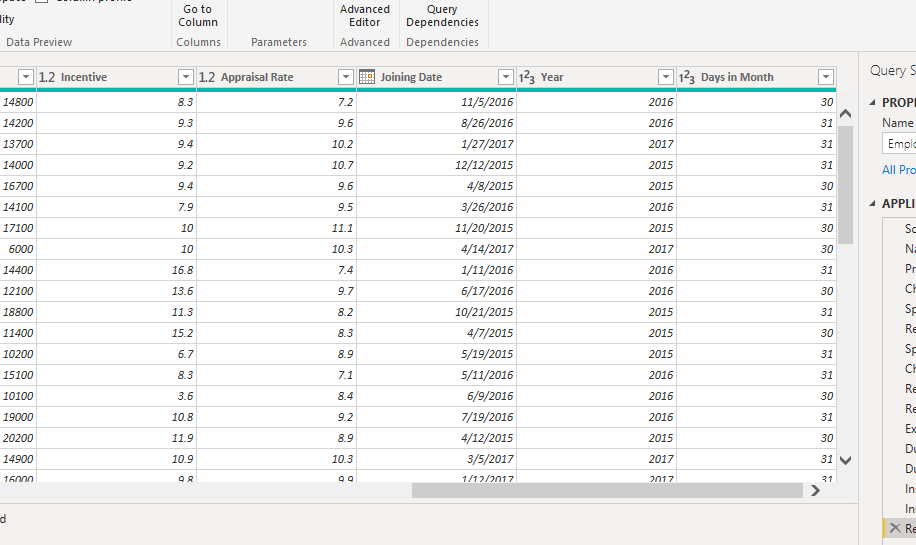 lity
Go to
Column
Advanced
Editor
Query
Dependencies
Data Preview Columns Parameters Advanced Dependencies
1.2 Incentive 1.2 Appraisal Rate Joining Date 123 Year 123 Days in Month
14800 8.3 7.2 11/5/2016 2016 30
14200 9.3 9.6 8/26/2016 2016 31
13700 9.4 10.2 1/27/2017 2017 31
14000 9.2 10.7 12/12/2015 2015 31
16700 9.4 9.6 4/8/2015 2015 30
14100 7.9 9.5 3/26/2016 2016 31
17100 10 11.1 11/20/2015 2015 30
6000 10 10.3 4/14/2017 2017 30
14400 16.8 7.4 1/11/2016 2016 31
12100 13.6 9.7 6/17/2016 2016 30
18800 11.3 8.2 10/21/2015 2015 31
11400 15.2 8.3 4/7/2015 2015 30
10200 6.7 8.9 5/19/2015 2015 31
15100 8.3 7.1 5/11/2016 2016 31
10100 3.6 8.4 6/9/2016 2016 30
19000 10.8 9.2 7/19/2016 2016 31
20200 11.9 8.9 4/12/2015 2015 30
14900 10.9 10.3 3/5/2017 2017 31
16000 9.8 9.9 1/12/2017 2017 31
d
Query S
PROPE
Name
Emplo
All Pro
APPLI
So
Na
Pr
Ch
Sp
Re
Sp
Ch
Re
Re
Ex
Du
Du
In
In
Re